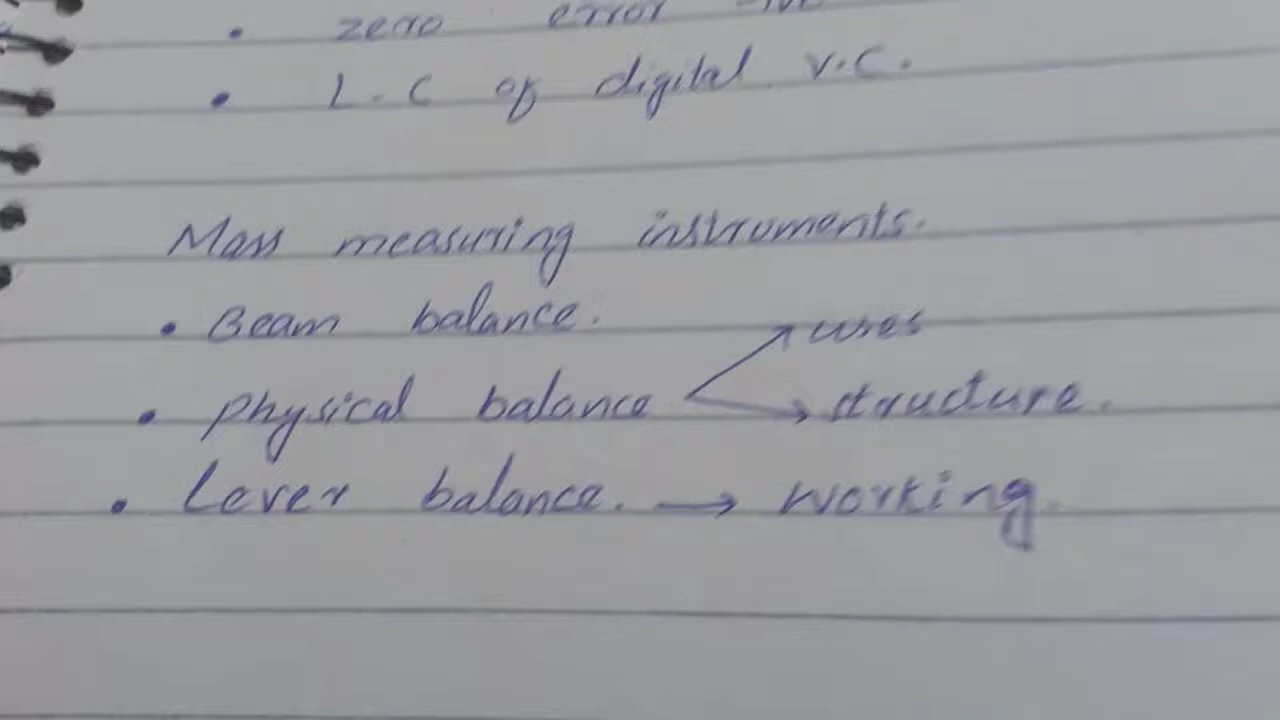 • zero error
• L.C of digital v.c.
Mass measuring instruments.
• Beam balance.
uses
• physical balance → structure.
• Lever balance. → working.